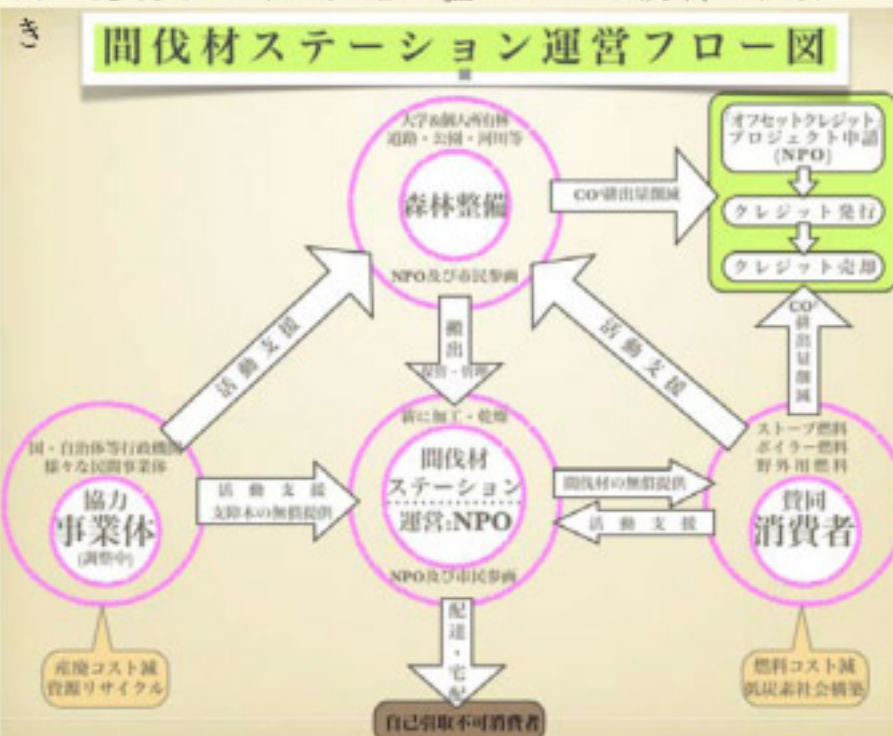 き
間伐材ステーション運営フロー図
大学&個人所有林
道路・公園・河川等
森林整備
NPO及び市民参画
CO²排出量削減
「オフセットクレジット」
プロジェクト申請
(NPO)
クレジット発行
クレジット売却
活動支援
搬出
保管・管理
活動支援
CO²排出量削減
国・自治体等行政機関
様々な民間事業体
協力
事業体
(調整中)
活動支援
支障木の無償提供
薪に加工・乾燥
間伐材
ステーション
運営:NPO
NPO及び市民参画
間伐材の無償提供
活動支援
ストーブ燃料
ボイラー燃料
野外用燃料
賛同
消費者
産廃コスト減
資源リサイクル
配達・宅配
自己引取不可消費者
燃料コスト減
低炭素社会構築